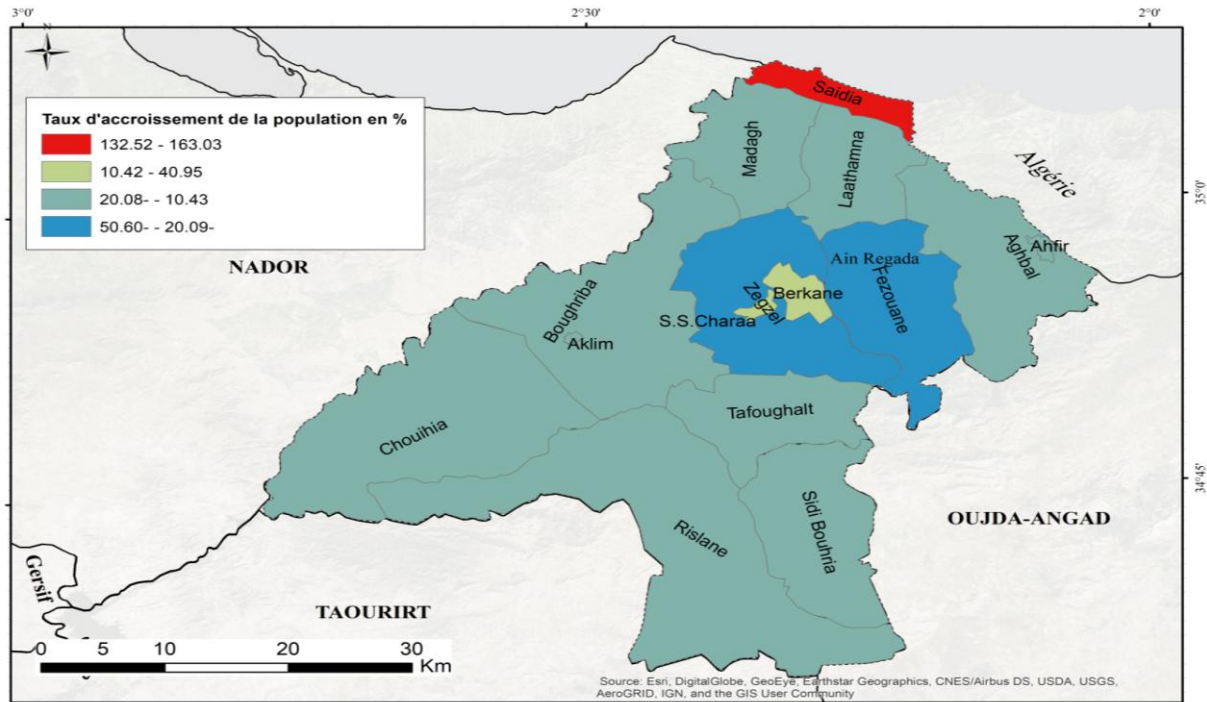 3°0'
2°30'
2°0'
N
Taux d'accroissement de la population en %
132.52 - 163.03
10.42 - 40.95
20.08- - 10.43
50.60- - 20.09-
Saidia
Madagh
Laathamna
Algérie
35°0'
Aghbal
Ahfir
Ain Regada
Fezouane
NADOR
Berkane
Zegzel
S.S.Charaa
Boughriba
Aklim
Tafoughalt
Chouihia
34°45'
Sidi Bouhria
OUJDA-ANGAD
Rislane
Gersif
TAOURIRT
0 5 10 20 30
Km
Source: Esri, DigitalGlobe, GeoEye, Earthstar Geographics, CNES/Airbus DS, USDA, USGS,
AeroGRID, IGN, and the GIS User Community